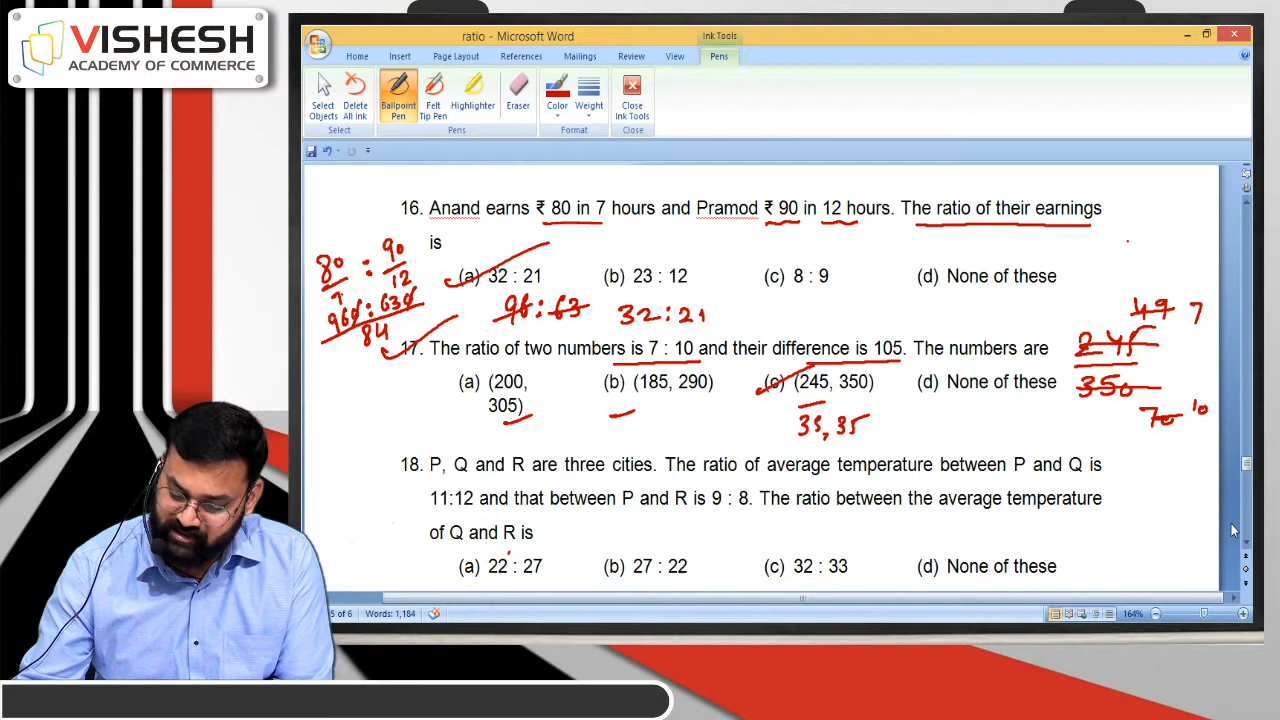 VISHESH
ACADEMY OF COMMERCE
ratio - Microsoft Word
Ink Tools
Home Insert Page Layout References Mailings Review View Pens
Select Objects
Delete All Ink
Ballpoint Pen
Felt Tip Pen
Highlighter
Eraser
Color
Weight
Close Ink Tools
Select Pens Format Close
16. Anand earns ₹ 80 in 7 hours and Pramod ₹ 90 in 12 hours. The ratio of their earnings
is
(a) 32 : 21 (b) 23 : 12 (c) 8 : 9 (d) None of these
80 : 90
7 12
960 : 630
84
96 : 63 32 : 21
17. The ratio of two numbers is 7 : 10 and their difference is 105. The numbers are
(a) (200, 305) (b) (185, 290) (c) (245, 350) (d) None of these
35, 35
49 7
245
350
70 10
18. P, Q and R are three cities. The ratio of average temperature between P and Q is
11:12 and that between P and R is 9 : 8. The ratio between the average temperature
of Q and R is
(a) 22 : 27 (b) 27 : 22 (c) 32 : 33 (d) None of these
5 of 6 Words: 1,184 164%